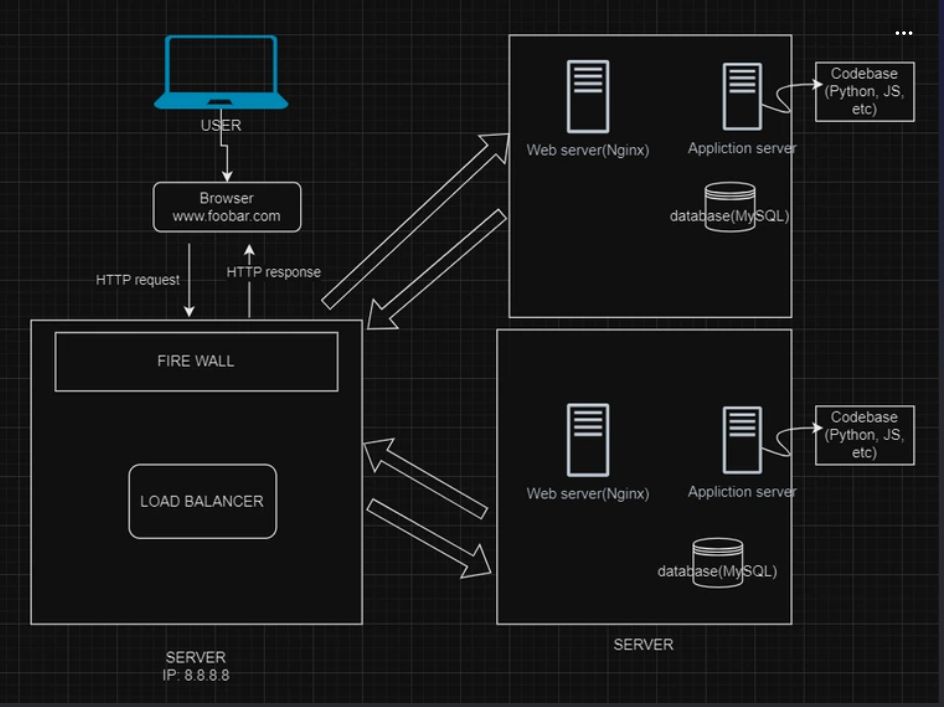 USER
Browser
www.foobar.com
HTTP request
HTTP response
FIRE WALL
LOAD BALANCER
SERVER
IP: 8.8.8.8
Web server(Nginx)
Appliction server
Codebase
(Python, JS,
etc)
database(MySQL)
Web server(Nginx)
Appliction server
Codebase
(Python, JS,
etc)
database(MySQL)
SERVER